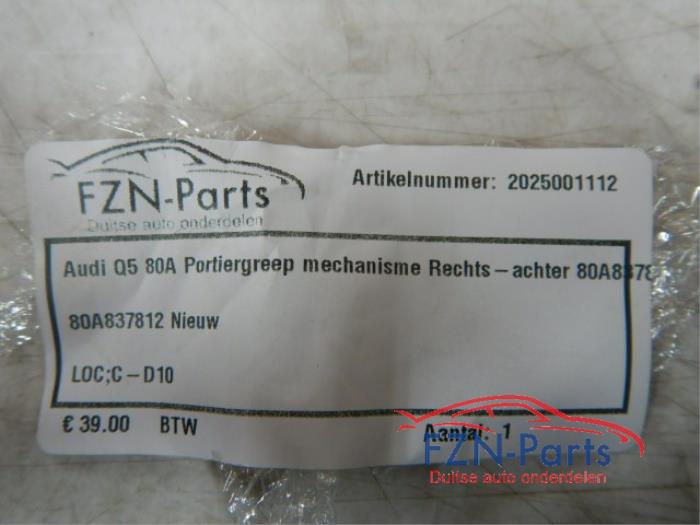 FZN-Parts
Duitse auto onderdelen
Artikelnummer: 2025001112
Audi Q5 80A Portiergreep mechanisme Rechts-achter 80A8378
80A837812 Nieuw
LOC;C-D10
€ 39.00 BTW
Aantal: 1
FZN-Parts
Duitse auto onderdelen